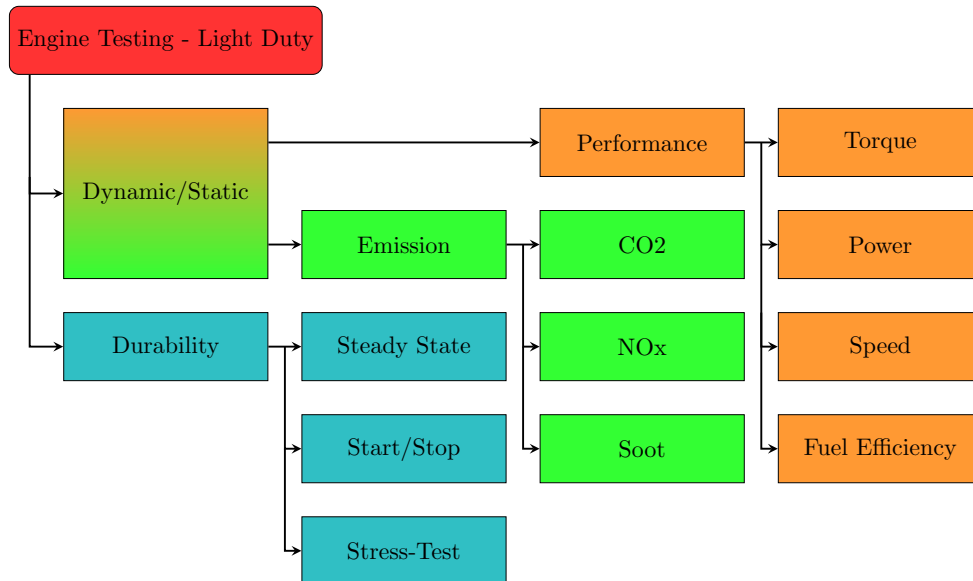 Engine Testing - Light Duty
Performance
Torque
Dynamic/Static
Emission
CO2
Power
Durability
Steady State
NOx
Speed
Start/Stop
Soot
Fuel Efficiency
Stress-Test